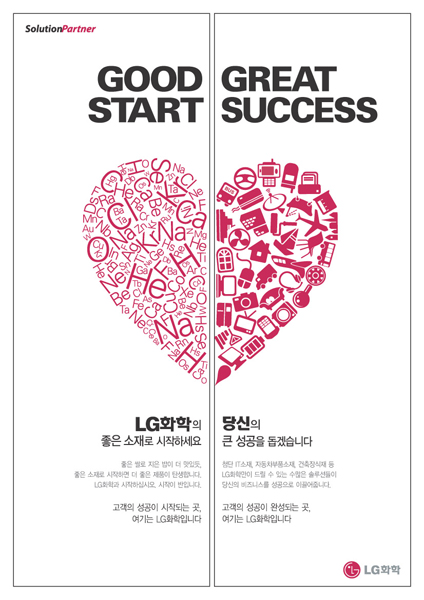 SolutionPartner
GOOD
START
GREAT
SUCCESS
LG화학의
좋은 소재로 시작하세요
좋은 쌀로 지은 밥이 더 맛있듯,
좋은 소재로 시작하면 더 좋은 제품이 탄생합니다.
LG화학과 시작하십시오. 시작이 반입니다.
고객의 성공이 시작되는 곳,
여기는 LG화학입니다
당신의
큰 성공을 돕겠습니다
첨단 IT소재, 자동차부품소재, 건축장식재 등
LG화학만이 드릴 수 있는 수많은 솔루션들이
당신의 비즈니스를 성공으로 이끌어줍니다.
고객의 성공이 완성되는 곳,
여기는 LG화학입니다
LG화학